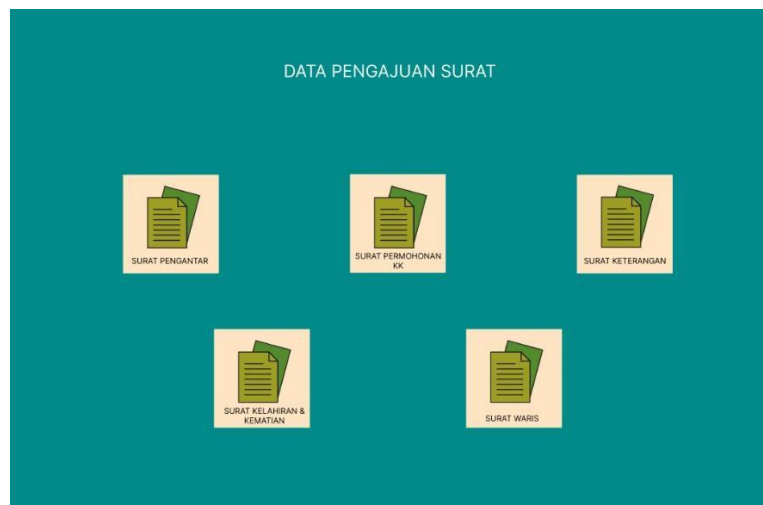 DATA PENGAJUAN SURAT
SURAT PENGANTAR
SURAT PERMOHONAN
KK
SURAT KETERANGAN
SURAT KELAHIRAN &
KEMATIAN
SURAT WARIS